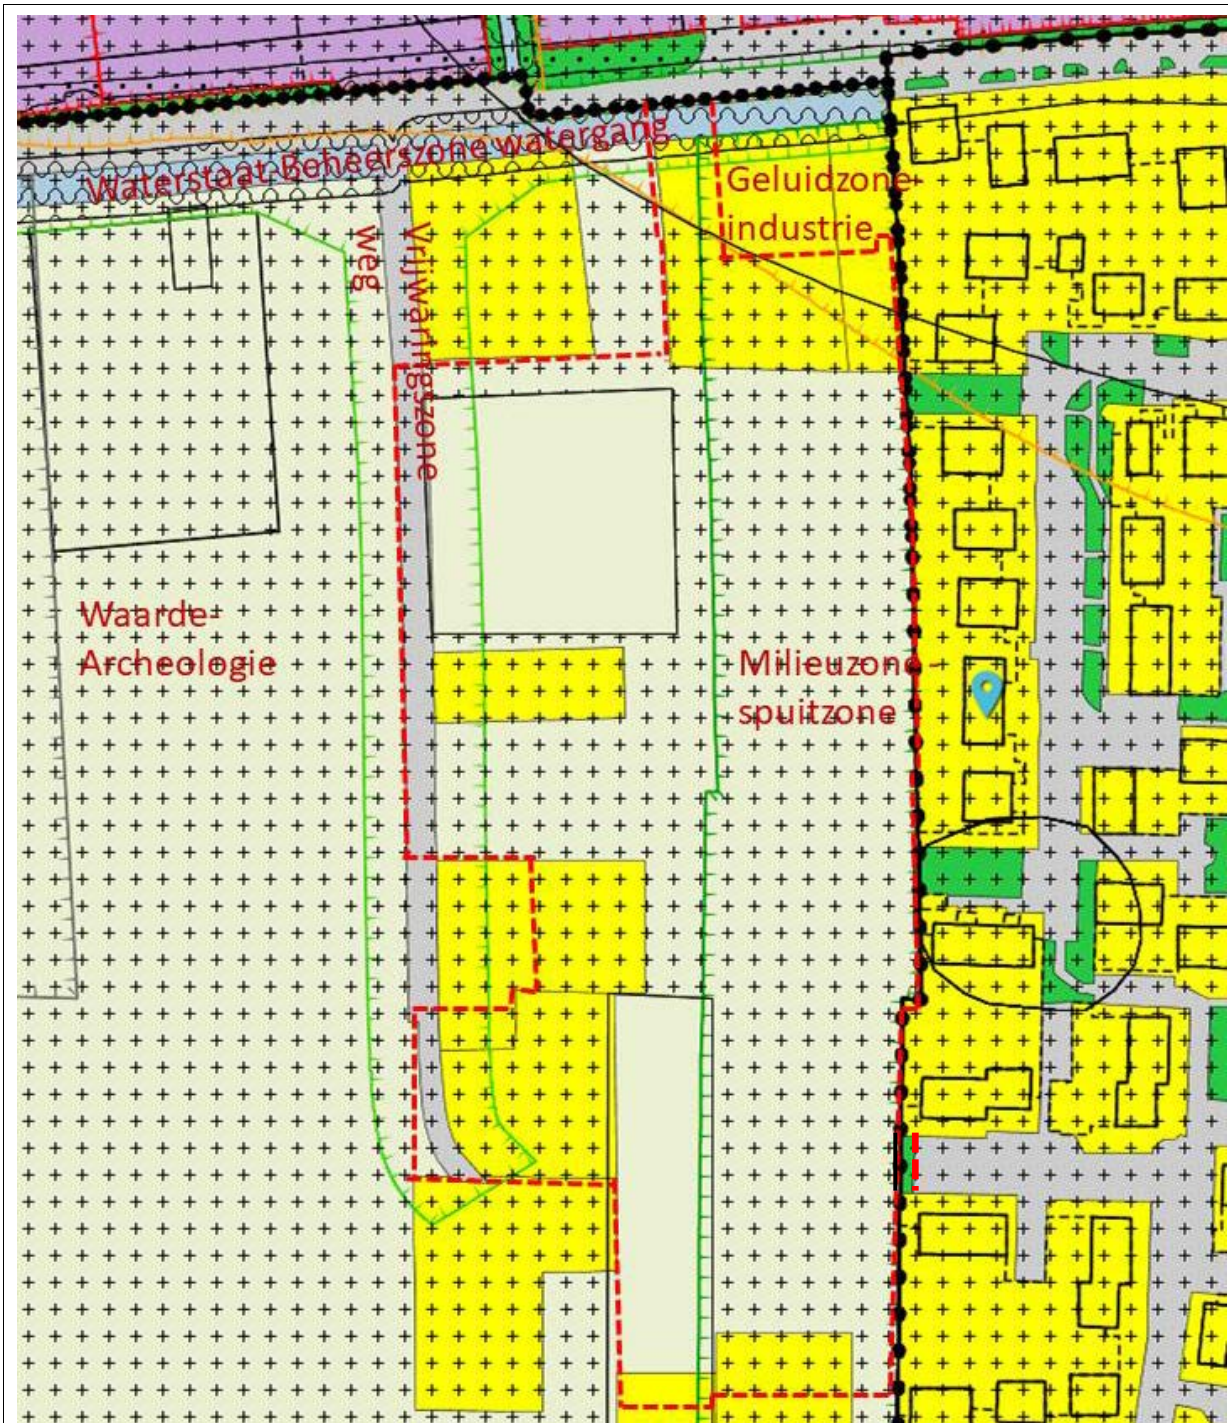 Waterstaat-Beheerszone watergang
Geluidzone-
industrie
Vrijwaringszone
weg
Waarde-
Archeologie
Milieuzone -
spuitzone